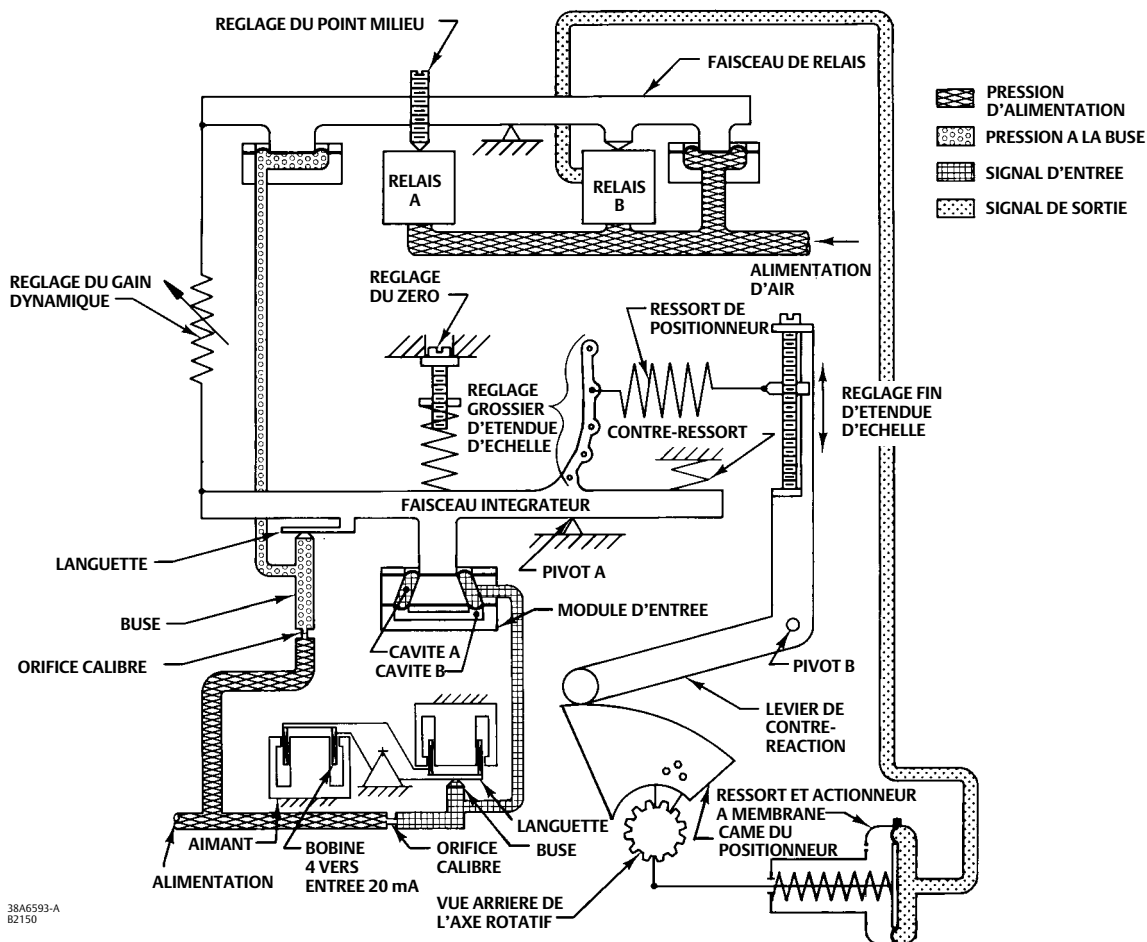 REGLAGE DU POINT MILIEU
FAISCEAU DE RELAIS
PRESSION
D'ALIMENTATION
PRESSION A LA BUSE
SIGNAL D'ENTREE
SIGNAL DE SORTIE
RELAIS
A
RELAIS
B
ALIMENTATION
D'AIR
REGLAGE DU GAIN
DYNAMIQUE
REGLAGE
DU ZERO
RESSORT DE
POSITIONNEUR
REGLAGE
GROSSIER
D'ETENDUE
D'ECHELLE
REGLAGE FIN
D'ETENDUE
D'ECHELLE
CONTRE-RESSORT
FAISCEAU INTEGRATEUR
LANGUETTE
PIVOT A
BUSE
MODULE D'ENTREE
ORIFICE CALIBRE
CAVITE A
CAVITE B
PIVOT B
LEVIER DE
CONTRE-
REACTION
RESSORT ET ACTIONNEUR
A MEMBRANE
CAME DU
POSITIONNEUR
LANGUETTE
BUSE
AIMANT
BOBINE
4 VERS
ENTREE 20 mA
ORIFICE
CALIBRE
ALIMENTATION
VUE ARRIERE DE
L'AXE ROTATIF
38A6593-A
B2150